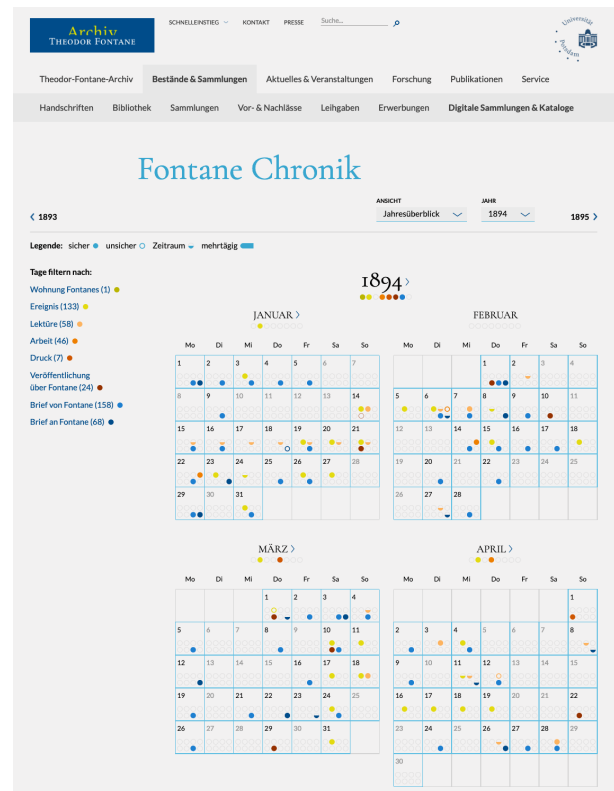 Archiv
THEODOR FONTANE
SCHNELLEINSTIEG KONTAKT PRESSE Suche...
Universität Potsdam
Theodor-Fontane-Archiv Bestände & Sammlungen Aktuelles & Veranstaltungen Forschung Publikationen Service
Handschriften Bibliothek Sammlungen Vor- & Nachlässe Leihgaben Erwerbungen Digitale Sammlungen & Kataloge
Fontane Chronik
ANSICHT JAHR
< 1893 Jahresüberblick 1894 1895 >
Legende: sicher unsicher Zeitraum mehrtägig
Tage filtern nach:
Wohnung Fontanes (1)
Ereignis (133)
Lektüre (58)
Arbeit (46)
Druck (7)
Veröffentlichung
über Fontane (24)
Brief von Fontane (158)
Brief an Fontane (68)
1894 >
JANUAR >
Mo Di Mi Do Fr Sa So
1 2 3 4 5 6 7
8 9 10 11 12 13 14
15 16 17 18 19 20 21
22 23 24 25 26 27 28
29 30 31
FEBRUAR
Mo Di Mi Do Fr Sa So
1 2 3 4
5 6 7 8 9 10 11
12 13 14 15 16 17 18
19 20 21 22 23 24 25
26 27 28
MÄRZ >
Mo Di Mi Do Fr Sa So
1 2 3 4
5 6 7 8 9 10 11
12 13 14 15 16 17 18
19 20 21 22 23 24 25
26 27 28 29 30 31
APRIL >
Mo Di Mi Do Fr Sa So
1
2 3 4 5 6 7 8
9 10 11 12 13 14 15
16 17 18 19 20 21 22
23 24 25 26 27 28 29
30